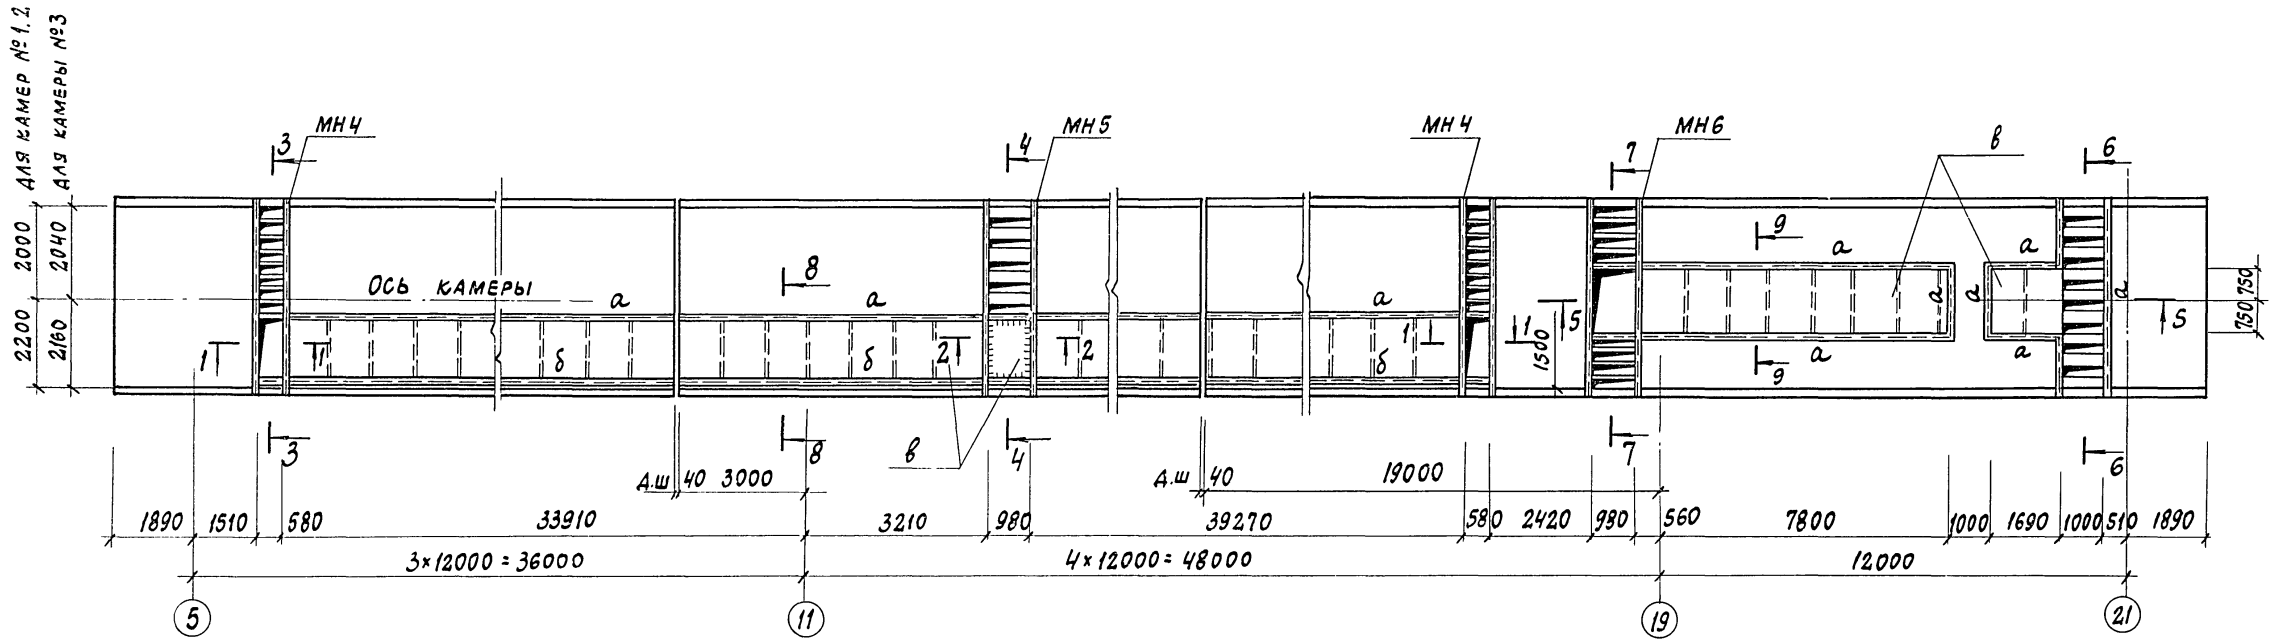 ДЛЯ КАМЕР № 1.2.
ДЛЯ КАМЕРЫ №3
2000
2040
2200
2160
3
МН4
4
МН5
МН4
7
МН6
в
6
9
а
а
8
ОСЬ КАМЕРЫ
а
а
а
а
а
а
750
750
1
1
б
б
2
2
1
б
1
1500
5
а
а
5
9
3
8
в
4
7
6
Д.Ш 40 3000
Д.Ш 40
19000
1890 1510 580 33910 3210 980 39270 580 2420 980 560 7800 1000 1690 1000 510 1890
3×12000=36000
4×12000=48000
12000
5
11
19
21